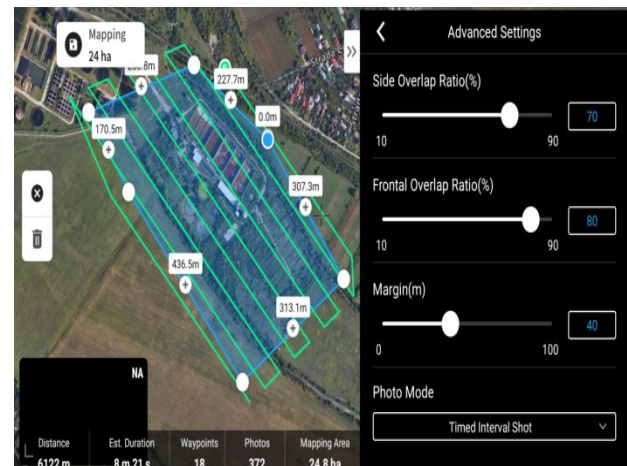 Mapping
24 ha
227.7m
0.0m
170.5m
307.3m
436.5m
313.1m
NA
Distance
Est. Duration
Waypoints
Photos
Mapping Area
6122 m
8 m 21 s
18
372
24.8 ha
Advanced Settings
Side Overlap Ratio(%)
70
10
90
Frontal Overlap Ratio(%)
80
10
90
Margin(m)
40
0
100
Photo Mode
Timed Interval Shot